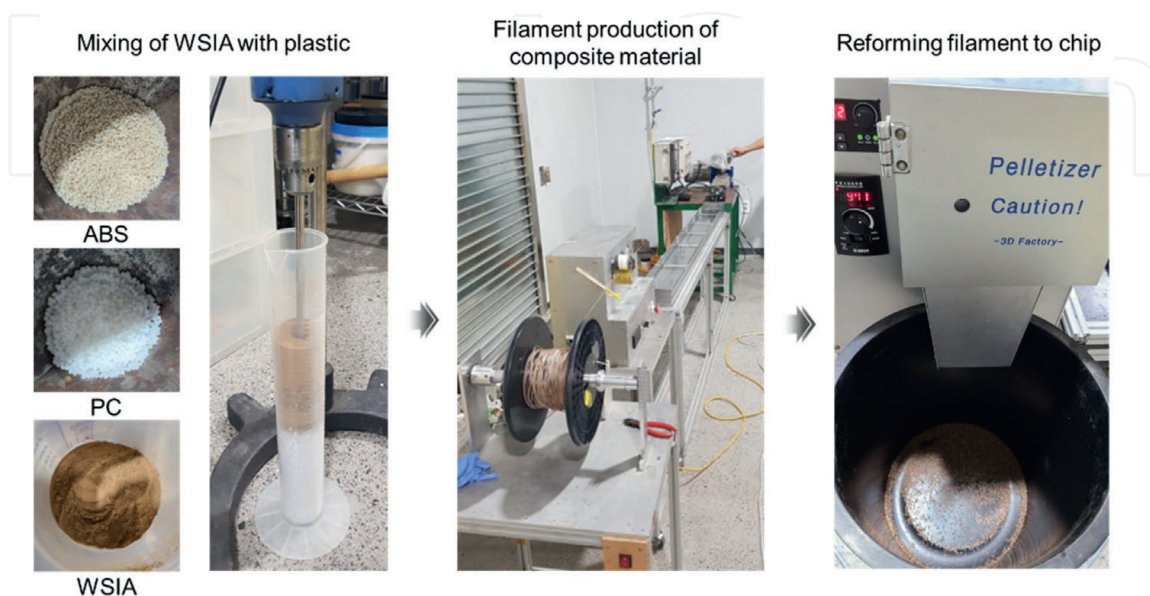 Mixing of WSIA with plastic
ABS
PC
WSIA
Filament production of
composite material
Reforming filament to chip
Pelletizer
Caution!
~3D Factory~